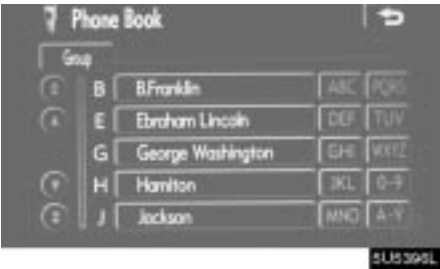 Phone Book
Group
B B.Franklin ABC PQRS
E Ebraham Lincoln DEF TUV
G George Washington GHI WXYZ
H Hamliton JKL 0-9
J Jackson MNO Á-Ý
5U5396L